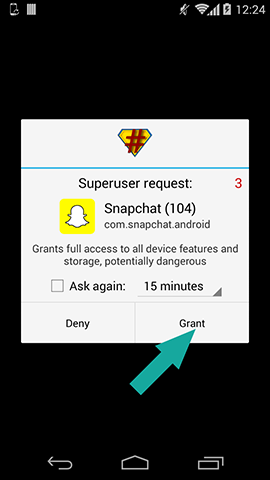 12:24
#
Superuser request: 3
Snapchat (104)
com.snapchat.android
Grants full access to all device features and
storage, potentially dangerous
Ask again: 15 minutes
Deny Grant